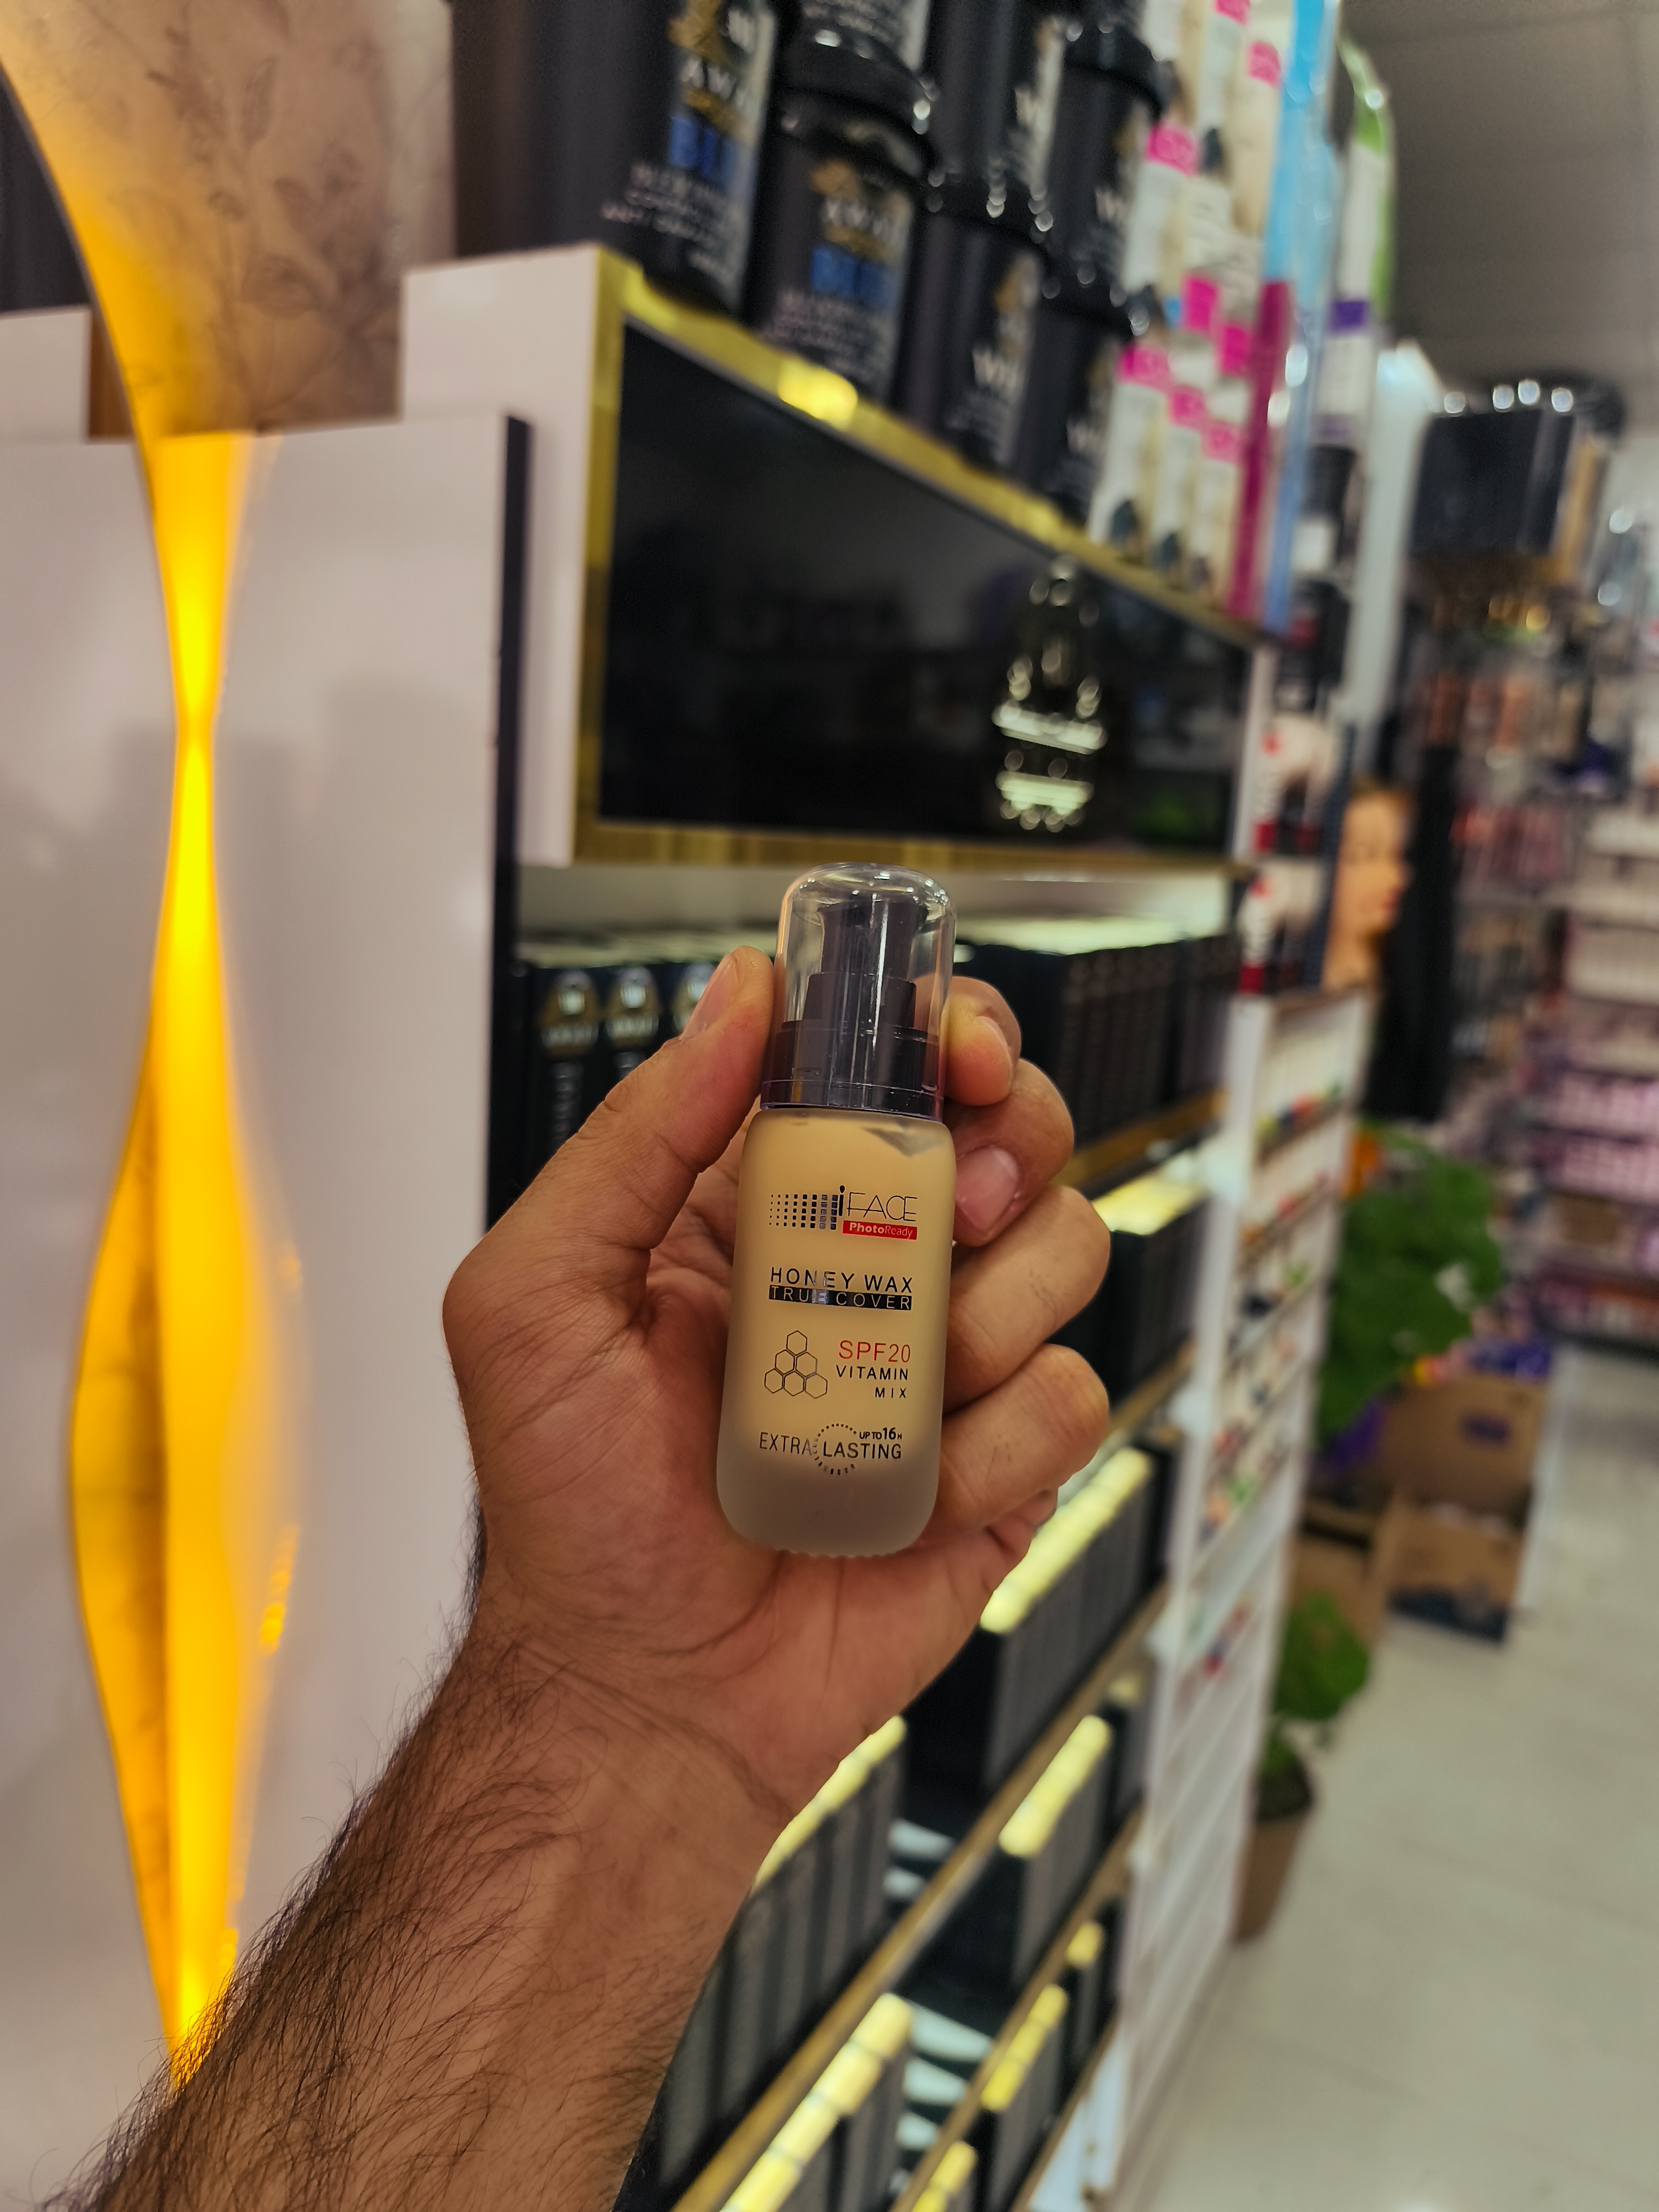 iFACE
PhotoReady
HONEY WAX
TRUE COVER
SPF20
VITAMIN
MIX
UP TO 16H
EXTRA LASTING